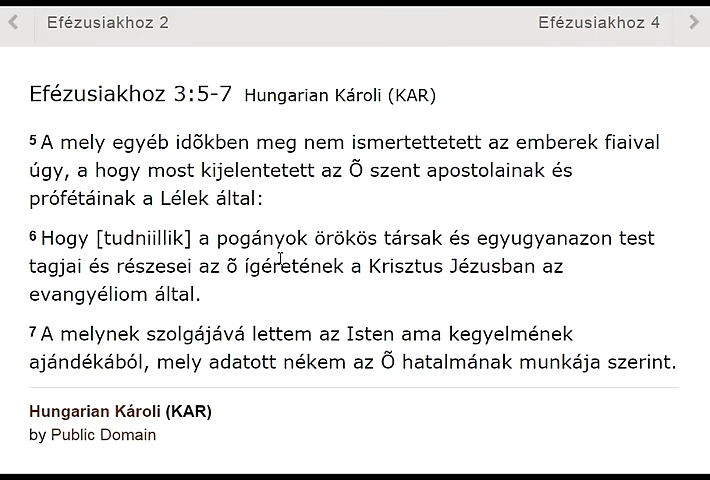 Efézusiakhoz 2 Efézusiakhoz 4
Efézusiakhoz 3:5-7 Hungarian Károli (KAR)
5 A mely egyéb idõkben meg nem ismertettetett az emberek fiaival
úgy, a hogy most kijelentetett az Õ szent apostolainak és
prófétáinak a Lélek által:
6 Hogy [tudniillik] a pogányok örökös társak és egyugyanazon test
tagjai és részesei az õ ígéretének a Krisztus Jézusban az
evangyéliom által.
7 A melynek szolgájává lettem az Isten ama kegyelmének
ajándékából, mely adatott nékem az Õ hatalmának munkája szerint.
Hungarian Károli (KAR)
by Public Domain